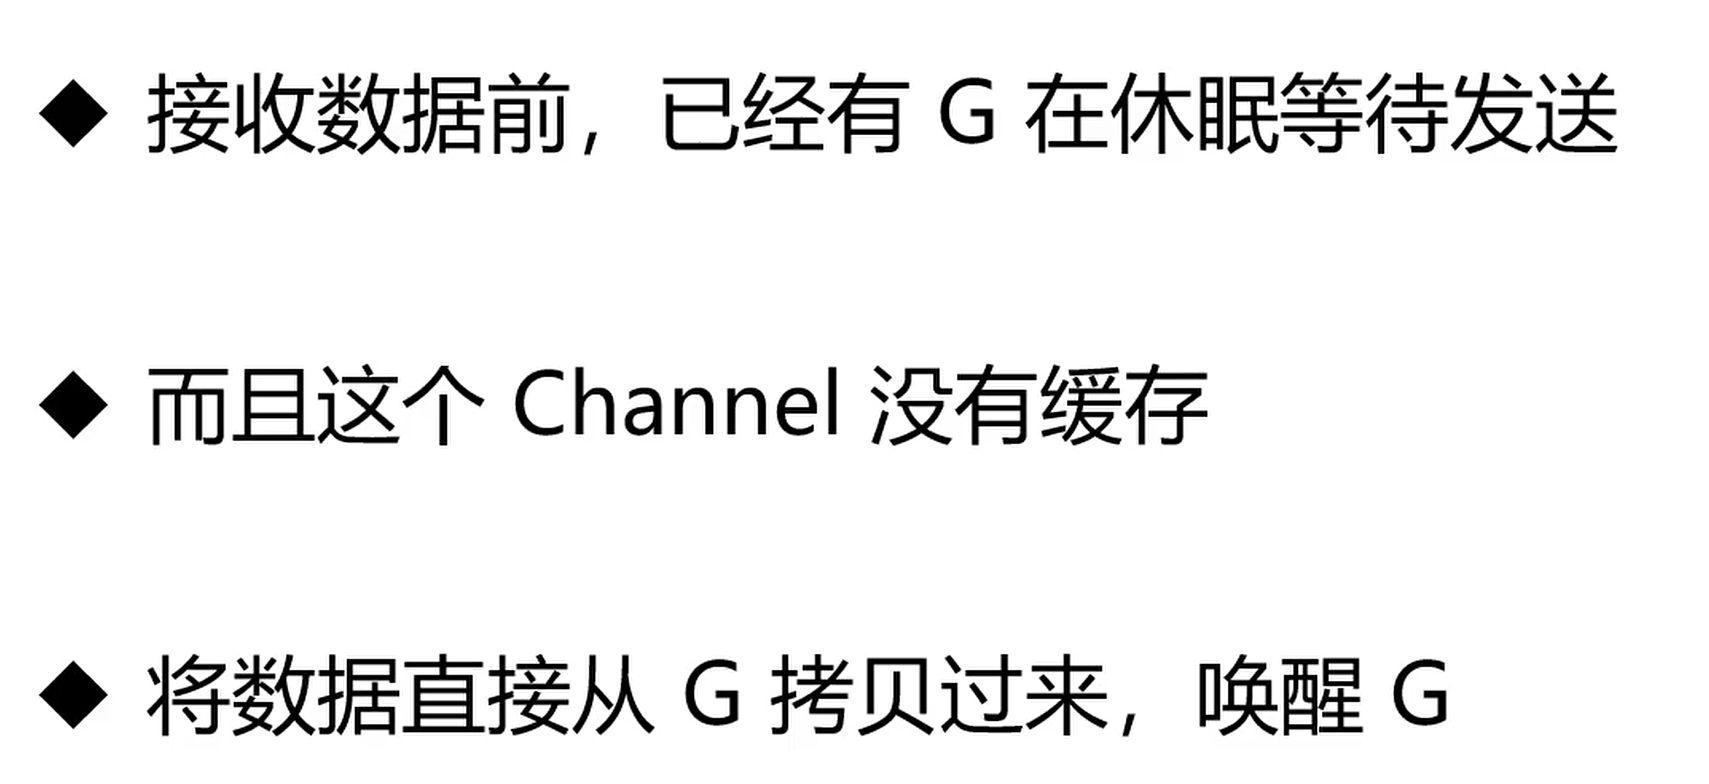 ◆ 接收数据前，已经有 G 在休眠等待发送
◆ 而且这个 Channel 没有缓存
◆ 将数据直接从 G 拷贝过来，唤醒 G